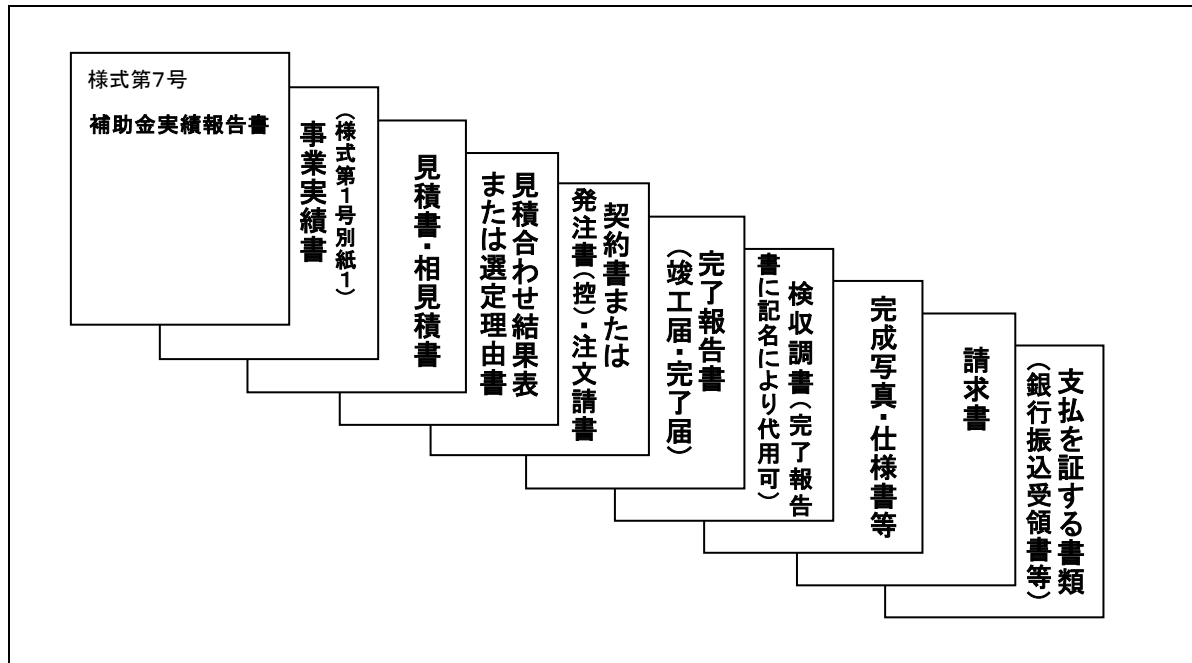 様式第7号
補助金実績報告書
(様式第1号別紙1)
事業実績書
見積書・相見積書
見積合わせ結果表
または選定理由書
契約書または
発注書(控)・注文請書
完了報告書
(竣工届・完了届)
検収調書(完了報告
書に記名により代用可)
完成写真・仕様書等
請求書
支払を証する書類
(銀行振込受領書等)